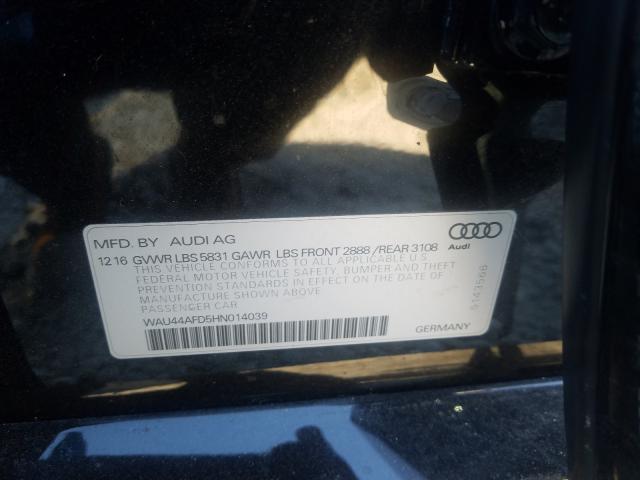 MFD. BY AUDI AG
12 16 GVWR LBS 5831 GAWR LBS FRONT 2888 /REAR 3108
THIS VEHICLE CONFORMS TO ALL APPLICABLE U.S.
FEDERAL MOTOR VEHICLE SAFETY, BUMPER AND THEFT
PREVENTION STANDARDS IN EFFECT ON THE DATE OF
MANUFACTURE SHOWN ABOVE.
PASSENGER CAR
WAU44AFD5HN014039
Audi
GERMANY